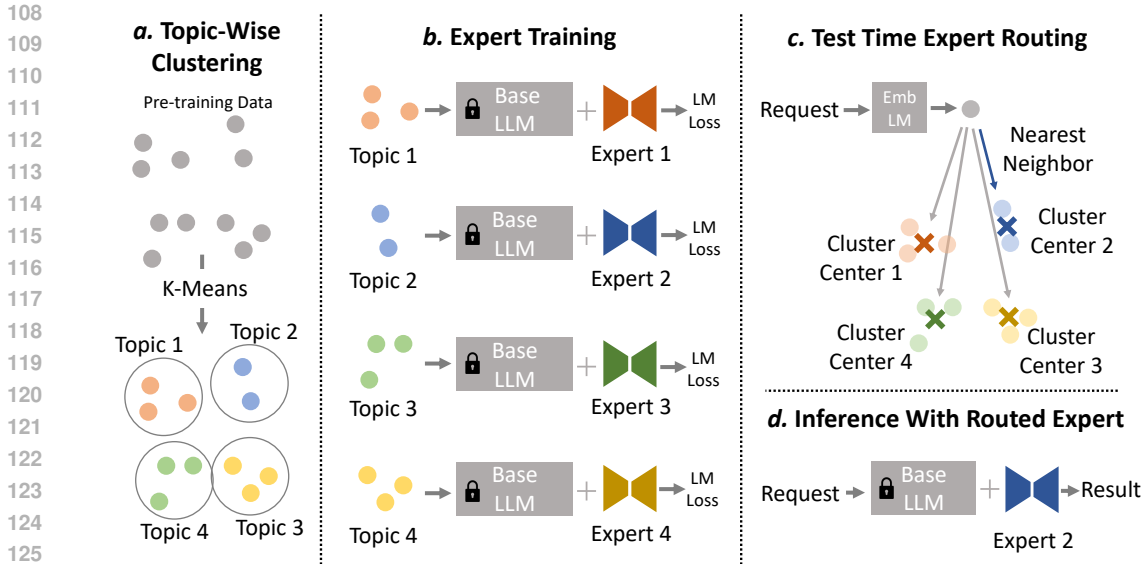 108
109
110
111
112
113
114
115
116
117
118
119
120
121
122
123
124
125
a. Topic-Wise
Clustering
Pre-training Data
K-Means
Topic 1
Topic 2
Topic 4
Topic 3
b. Expert Training
Topic 1
Base
LLM
+
Expert 1
LM
Loss
Topic 2
Base
LLM
+
Expert 2
LM
Loss
Topic 3
Base
LLM
+
Expert 3
LM
Loss
Topic 4
Base
LLM
+
Expert 4
LM
Loss
c. Test Time Expert Routing
Request
Emb
LM
Nearest
Neighbor
Cluster
Center 1
Cluster
Center 2
Cluster
Center 4
Cluster
Center 3
d. Inference With Routed Expert
Request
Base
LLM
+
Expert 2
Result